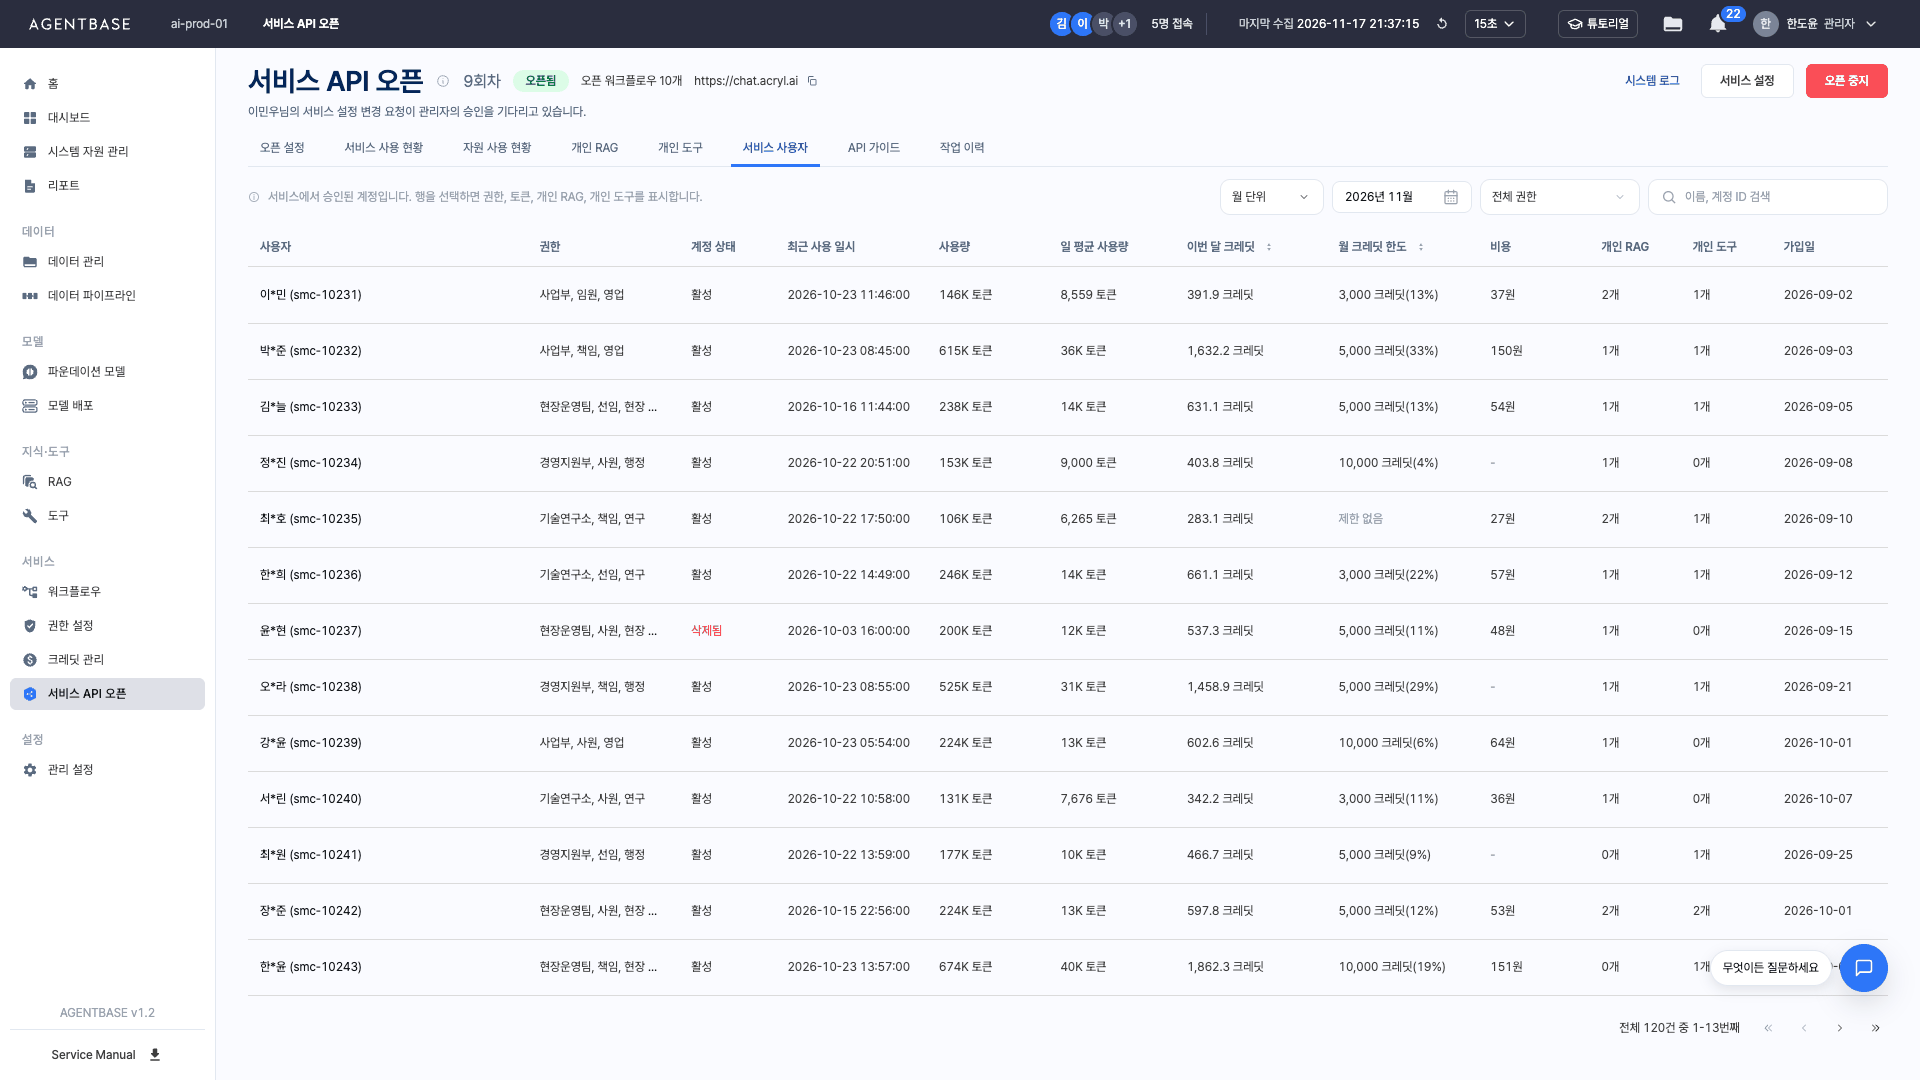 AGENTBASE ai-prod-01 서비스 API 오픈 김 이 박 +1 5명 접속 마지막 수집 2026-11-17 21:37:15 15초 튜토리얼 22 한 한도윤 관리자
홈
대시보드
시스템 자원 관리
리포트
데이터
데이터 관리
데이터 파이프라인
모델
파운데이션 모델
모델 배포
지식·도구
RAG
도구
서비스
워크플로우
권한 설정
크레딧 관리
서비스 API 오픈
설정
관리 설정
AGENTBASE v1.2
Service Manual
서비스 API 오픈 9회차 오픈됨 오픈 워크플로우 10개 https://chat.acryl.ai 시스템 로그 서비스 설정 오픈 중지
이민우님의 서비스 설정 변경 요청이 관리자의 승인을 기다리고 있습니다.
오픈 설정 서비스 사용 현황 자원 사용 현황 개인 RAG 개인 도구 서비스 사용자 API 가이드 작업 이력
서비스에서 승인된 계정입니다. 행을 선택하면 권한, 토큰, 개인 RAG, 개인 도구를 표시합니다. 월 단위 2026년 11월 전체 권한 이름, 계정 ID 검색
사용자 권한 계정 상태 최근 사용 일시 사용량 일 평균 사용량 이번 달 크레딧 월 크레딧 한도 비용 개인 RAG 개인 도구 가입일
이*민 (smc-10231) 사업부, 임원, 영업 활성 2026-10-23 11:46:00 146K 토큰 8,559 토큰 391.9 크레딧 3,000 크레딧(13%) 37원 2개 1개 2026-09-02
박*준 (smc-10232) 사업부, 책임, 영업 활성 2026-10-23 08:45:00 615K 토큰 36K 토큰 1,632.2 크레딧 5,000 크레딧(33%) 150원 1개 1개 2026-09-03
김*늘 (smc-10233) 현장운영팀, 선임, 현장 ... 활성 2026-10-16 11:44:00 238K 토큰 14K 토큰 631.1 크레딧 5,000 크레딧(13%) 54원 1개 1개 2026-09-05
정*진 (smc-10234) 경영지원부, 사원, 행정 활성 2026-10-22 20:51:00 153K 토큰 9,000 토큰 403.8 크레딧 10,000 크레딧(4%) - 1개 0개 2026-09-08
최*호 (smc-10235) 기술연구소, 책임, 연구 활성 2026-10-22 17:50:00 106K 토큰 6,265 토큰 283.1 크레딧 제한 없음 27원 2개 1개 2026-09-10
한*희 (smc-10236) 기술연구소, 선임, 연구 활성 2026-10-22 14:49:00 246K 토큰 14K 토큰 661.1 크레딧 3,000 크레딧(22%) 57원 1개 1개 2026-09-12
윤*현 (smc-10237) 현장운영팀, 사원, 현장 ... 삭제됨 2026-10-03 16:00:00 200K 토큰 12K 토큰 537.3 크레딧 5,000 크레딧(11%) 48원 1개 0개 2026-09-15
오*라 (smc-10238) 경영지원부, 책임, 행정 활성 2026-10-23 08:55:00 525K 토큰 31K 토큰 1,458.9 크레딧 5,000 크레딧(29%) - 1개 1개 2026-09-21
강*윤 (smc-10239) 사업부, 사원, 영업 활성 2026-10-23 05:54:00 224K 토큰 13K 토큰 602.6 크레딧 10,000 크레딧(6%) 64원 1개 0개 2026-10-01
서*린 (smc-10240) 기술연구소, 사원, 연구 활성 2026-10-22 10:58:00 131K 토큰 7,676 토큰 342.2 크레딧 3,000 크레딧(11%) 36원 1개 0개 2026-10-07
최*원 (smc-10241) 경영지원부, 선임, 행정 활성 2026-10-22 13:59:00 177K 토큰 10K 토큰 466.7 크레딧 5,000 크레딧(9%) - 0개 1개 2026-09-25
장*준 (smc-10242) 현장운영팀, 사원, 현장 ... 활성 2026-10-15 22:56:00 224K 토큰 13K 토큰 597.8 크레딧 5,000 크레딧(12%) 53원 2개 2개 2026-10-01
한*윤 (smc-10243) 현장운영팀, 책임, 현장 ... 활성 2026-10-23 13:57:00 674K 토큰 40K 토큰 1,862.3 크레딧 10,000 크레딧(19%) 151원 0개 1개
무엇이든 질문하세요
전체 120건 중 1-13번째